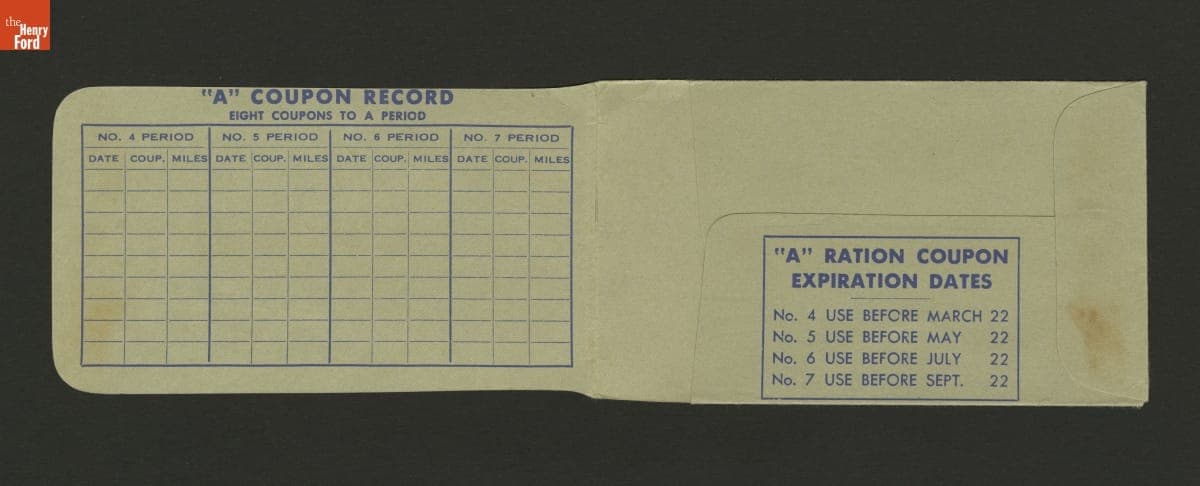 the
Henry
Ford
"A" COUPON RECORD
EIGHT COUPONS TO A PERIOD
NO. 4 PERIOD NO. 5 PERIOD NO. 6 PERIOD NO. 7 PERIOD
DATE COUP. MILES DATE COUP. MILES DATE COUP. MILES DATE COUP. MILES
"A" RATION COUPON
EXPIRATION DATES
No. 4 USE BEFORE MARCH 22
No. 5 USE BEFORE MAY 22
No. 6 USE BEFORE JULY 22
No. 7 USE BEFORE SEPT. 22